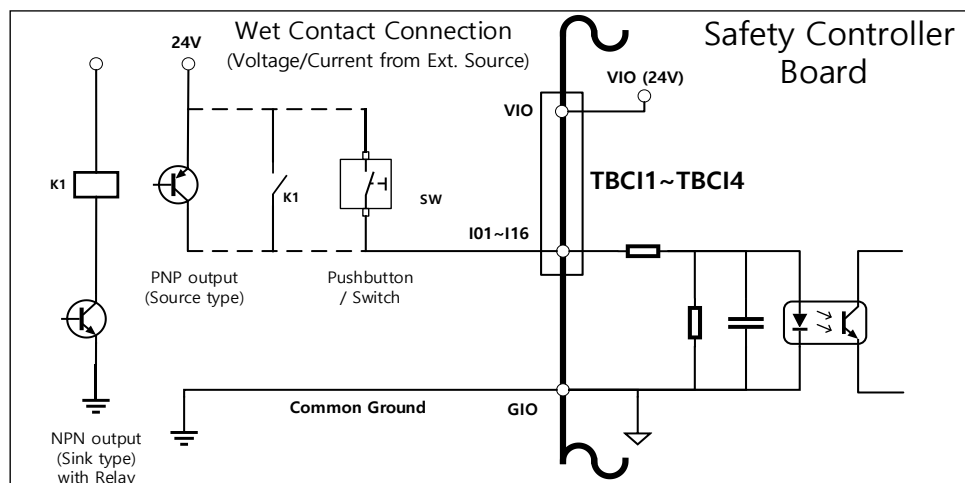 Wet Contact Connection
(Voltage/Current from Ext. Source)
Safety Controller
Board
24V
VIO (24V)
VIO
TBCI1~TBCI4
K1
K1
SW
I01~I16
PNP output
(Source type)
Pushbutton
/ Switch
Common Ground
GIO
NPN output
(Sink type)
with Relay